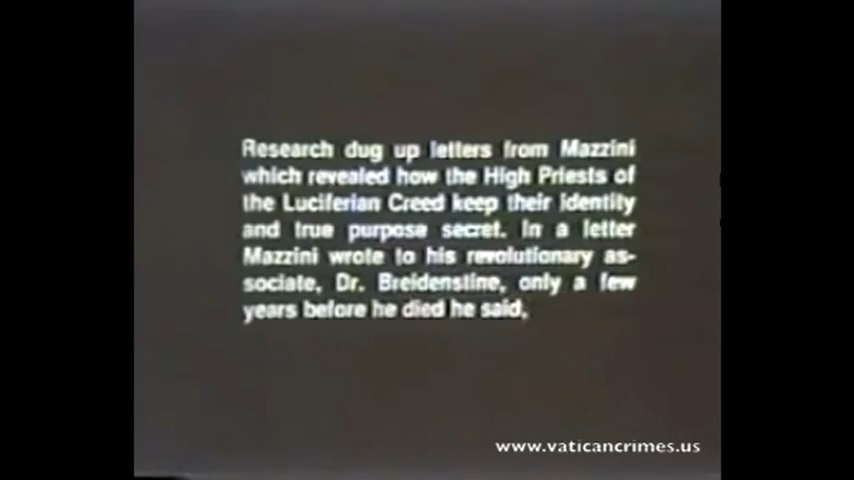 Research dug up letters from Mazzini
which revealed how the High Priests of
the Luciferian Creed keep their identity
and true purpose secret. In a letter
Mazzini wrote to his revolutionary as-
sociate, Dr. Breidenstine, only a few
years before he died he said,
www.vaticancrimes.us